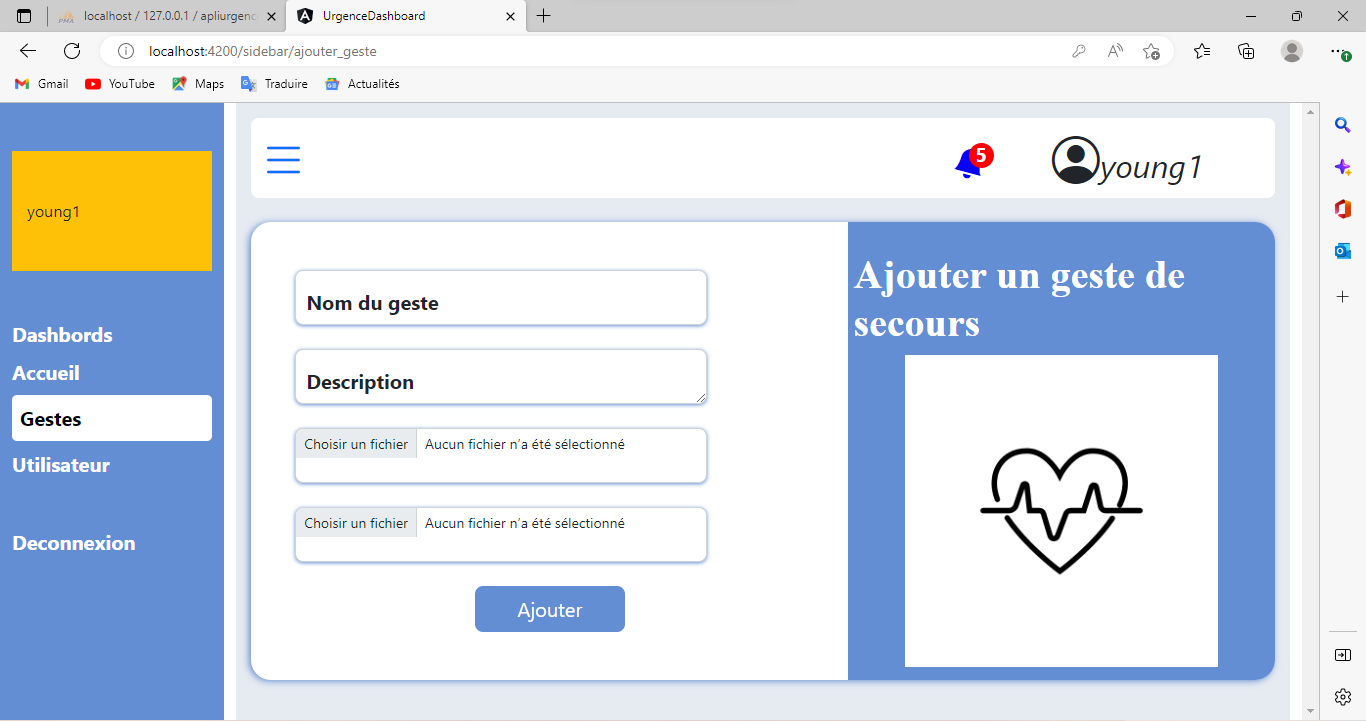 localhost / 127.0.0.1 / apliurgenc
UrgenceDashboard
localhost:4200/sidebar/ajouter_geste
Gmail
YouTube
Maps
Traduire
Actualités
young1
Dashbords
Accueil
Gestes
Utilisateur
Deconnexion
5
young1
Nom du geste
Description
Choisir un fichier Aucun fichier n'a été sélectionné
Choisir un fichier Aucun fichier n'a été sélectionné
Ajouter
Ajouter un geste de
secours